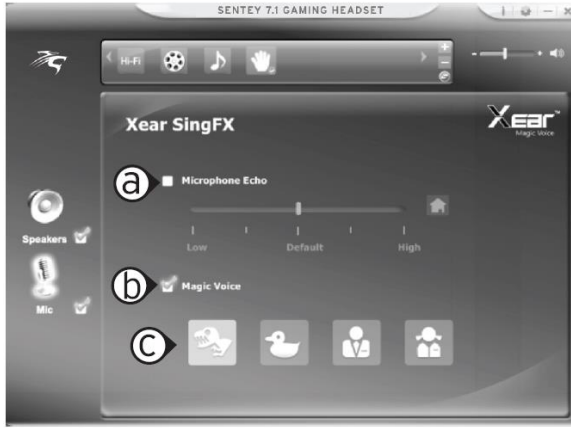 SENTEY 7.1 GAMING HEADSET
Hi-Fi
Xear SingFX
Xear™
Magic Voice
a
Microphone Echo
Low Default High
Speakers
b
Magic Voice
Mic
C